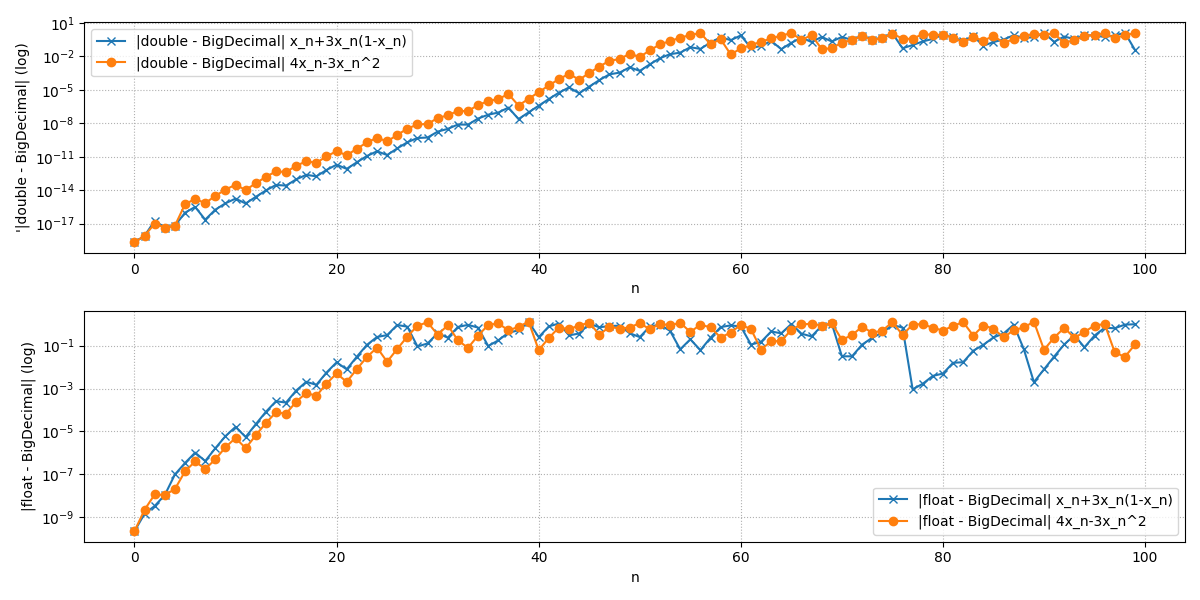 '|double - BigDecimal| (log)
10^1
10^-2
10^-5
10^-8
10^-11
10^-14
10^-17
|double - BigDecimal| x_n+3x_n(1-x_n)
|double - BigDecimal| 4x_n-3x_n^2
0 20 40 60 80 100
n
|float - BigDecimal| (log)
10^-1
10^-3
10^-5
10^-7
10^-9
|float - BigDecimal| x_n+3x_n(1-x_n)
|float - BigDecimal| 4x_n-3x_n^2
0 20 40 60 80 100
n